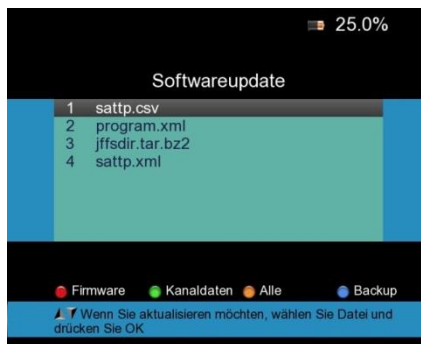 25.0%
Softwareupdate
1 sattp.csv
2 program.xml
3 jffsdir.tar.bz2
4 sattp.xml
Firmware Kanaldaten Alle Backup
Wenn Sie aktualisieren möchten, wählen Sie Datei und
drücken Sie OK